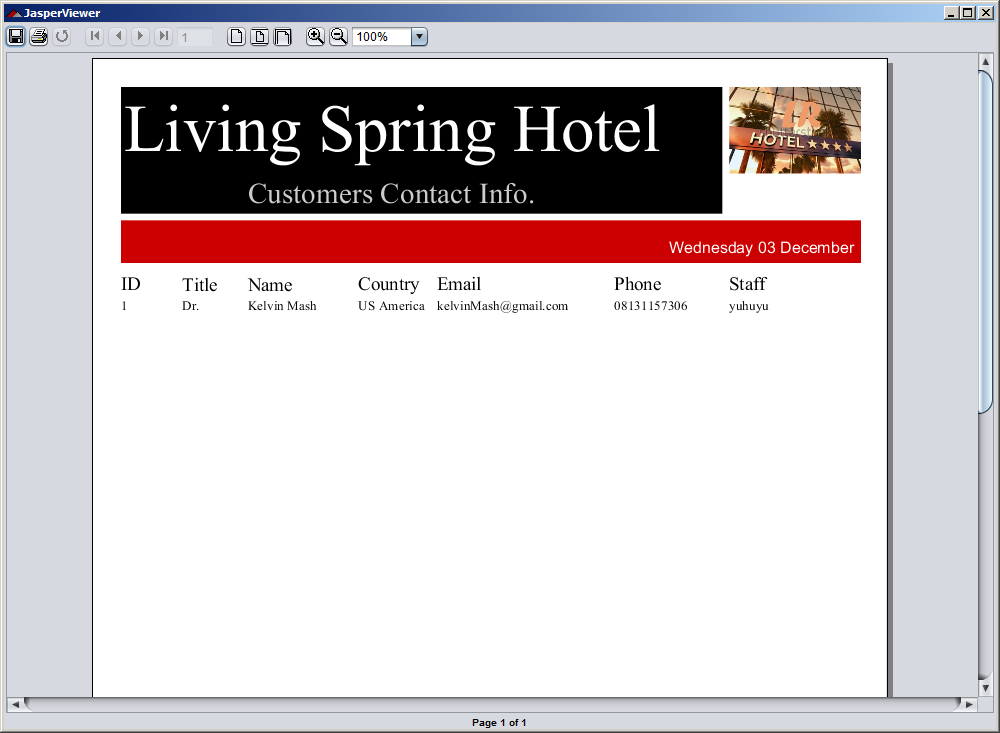 JasperViewer
1
100%
Living Spring Hotel
HOTEL★★★★
Customers Contact Info.
Wednesday 03 December
ID Title Name Country Email Phone Staff
1 Dr. Kelvin Mash US America kelvinMash@gmail.com 08131157306 yuhuyu
Page 1 of 1